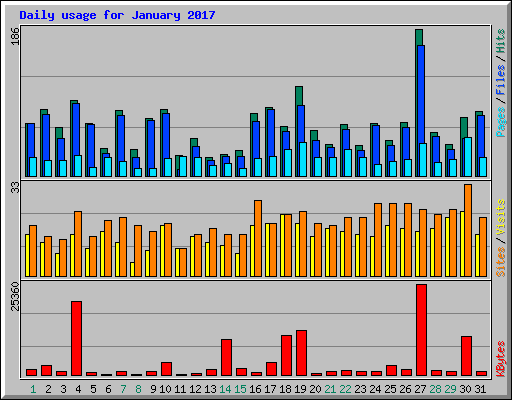 Daily usage for January 2017
186
Pages / Files / Hits
33
Sites / Visits
25360
KBytes
1 2 3 4 5 6 7 8 9 10 11 12 13 14 15 16 17 18 19 20 21 22 23 24 25 26 27 28 29 30 31